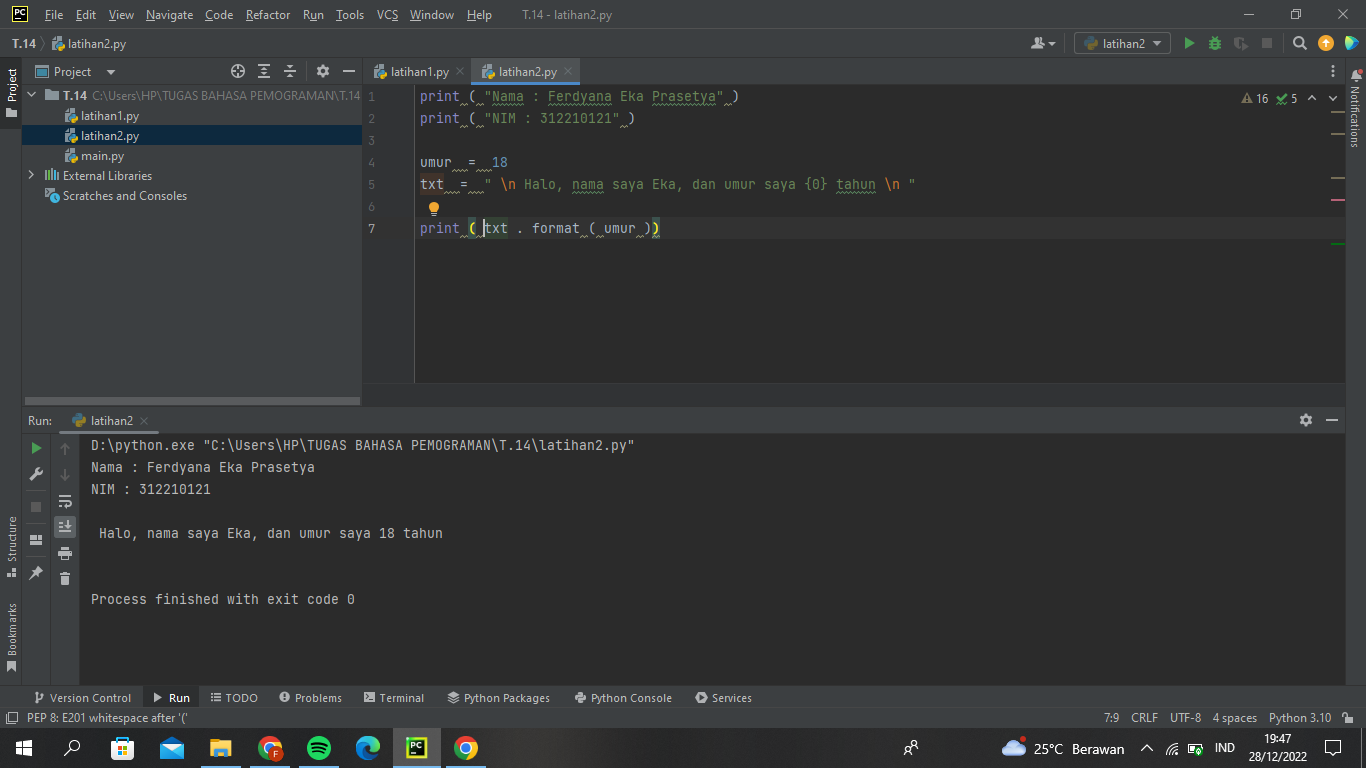 PC File Edit View Navigate Code Refactor Run Tools VCS Window Help T.14 - latihan2.py
T.14 latihan2.py latihan2
Project
latihan1.py latihan2.py
Project
T.14 C:\Users\HP\TUGAS BAHASA PEMOGRAMAN\T.14
latihan1.py
latihan2.py
main.py
External Libraries
Scratches and Consoles
1 print ( "Nama : Ferdyana Eka Prasetya" )
2 print ( "NIM : 312210121" )
3
4 umur = 18
5 txt = " \n Halo, nama saya Eka, dan umur saya {0} tahun \n "
6
7 print ( txt . format ( umur ))
16 5
Notifications
Run: latihan2
D:\python.exe "C:\Users\HP\TUGAS BAHASA PEMOGRAMAN\T.14\latihan2.py"
Nama : Ferdyana Eka Prasetya
NIM : 312210121
Halo, nama saya Eka, dan umur saya 18 tahun
Process finished with exit code 0
Structure
Bookmarks
Version Control Run TODO Problems Terminal Python Packages Python Console Services
PEP 8: E201 whitespace after '(' 7:9 CRLF UTF-8 4 spaces Python 3.10
F PC 25°C Berawan IND 19:47
28/12/2022